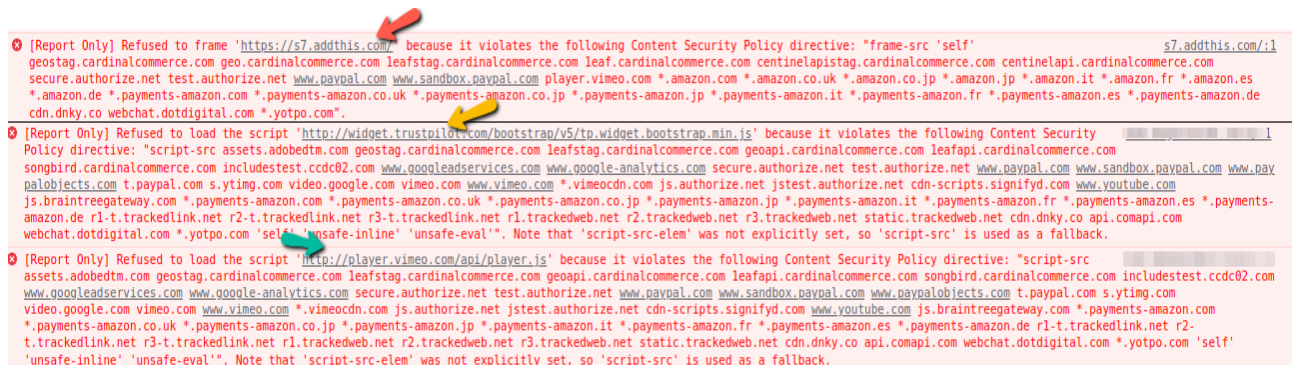 [Report Only] Refused to frame 'https://s7.addthis.com/' because it violates the following Content Security Policy directive: "frame-src 'self' s7.addthis.com/:1
geostag.cardinalcommerce.com geo.cardinalcommerce.com 1eafstag.cardinalcommerce.com 1eaf.cardinalcommerce.com centinelapistag.cardinalcommerce.com centinelapi.cardinalcommerce.com
secure.authorize.net test.authorize.net www.paypal.com www.sandbox.paypal.com player.vimeo.com *.amazon.com *.amazon.co.uk *.amazon.co.jp *.amazon.jp *.amazon.it *.amazon.fr *.amazon.es
*.amazon.de *.payments-amazon.com *.payments-amazon.co.uk *.payments-amazon.co.jp *.payments-amazon.jp *.payments-amazon.it *.payments-amazon.fr *.payments-amazon.es *.payments-amazon.de
cdn.dnky.co webchat.dotdigital.com *.yotpo.com".
[Report Only] Refused to load the script 'http://widget.trustpilot.com/bootstrap/v5/tp.widget.bootstrap.min.js' because it violates the following Content Security 1
Policy directive: "script-src assets.adobedtm.com geostag.cardinalcommerce.com 1eafstag.cardinalcommerce.com geoapi.cardinalcommerce.com 1eafapi.cardinalcommerce.com
songbird.cardinalcommerce.com includestest.ccdc02.com www.googleadservices.com www.google-analytics.com secure.authorize.net test.authorize.net www.paypal.com www.sandbox.paypal.com www.pay
palobjects.com t.paypal.com s.ytimg.com video.google.com vimeo.com www.vimeo.com *.vimeocdn.com js.authorize.net jstest.authorize.net cdn-scripts.signifyd.com www.youtube.com
js.braintreegateway.com *.payments-amazon.com *.payments-amazon.co.uk *.payments-amazon.co.jp *.payments-amazon.jp *.payments-amazon.it *.payments-amazon.fr *.payments-amazon.es *.payments-
amazon.de r1-t.trackedlink.net r2-t.trackedlink.net r3-t.trackedlink.net r1.trackedweb.net r2.trackedweb.net r3.trackedweb.net static.trackedweb.net cdn.dnky.co api.comapi.com
webchat.dotdigital.com *.yotpo.com 'self' 'unsafe-inline' 'unsafe-eval'". Note that 'script-src-elem' was not explicitly set, so 'script-src' is used as a fallback.
[Report Only] Refused to load the script 'http://player.vimeo.com/api/player.js' because it violates the following Content Security Policy directive: "script-src
assets.adobedtm.com geostag.cardinalcommerce.com 1eafstag.cardinalcommerce.com geoapi.cardinalcommerce.com 1eafapi.cardinalcommerce.com songbird.cardinalcommerce.com includestest.ccdc02.com
www.googleadservices.com www.google-analytics.com secure.authorize.net test.authorize.net www.paypal.com www.sandbox.paypal.com www.paypalobjects.com t.paypal.com s.ytimg.com
video.google.com vimeo.com www.vimeo.com *.vimeocdn.com js.authorize.net jstest.authorize.net cdn-scripts.signifyd.com www.youtube.com js.braintreegateway.com *.payments-amazon.com
*.payments-amazon.co.uk *.payments-amazon.co.jp *.payments-amazon.jp *.payments-amazon.it *.payments-amazon.fr *.payments-amazon.es *.payments-amazon.de r1-t.trackedlink.net r2-
t.trackedlink.net r3-t.trackedlink.net r1.trackedweb.net r2.trackedweb.net r3.trackedweb.net static.trackedweb.net cdn.dnky.co api.comapi.com webchat.dotdigital.com *.yotpo.com 'self'
'unsafe-inline' 'unsafe-eval'". Note that 'script-src-elem' was not explicitly set, so 'script-src' is used as a fallback.